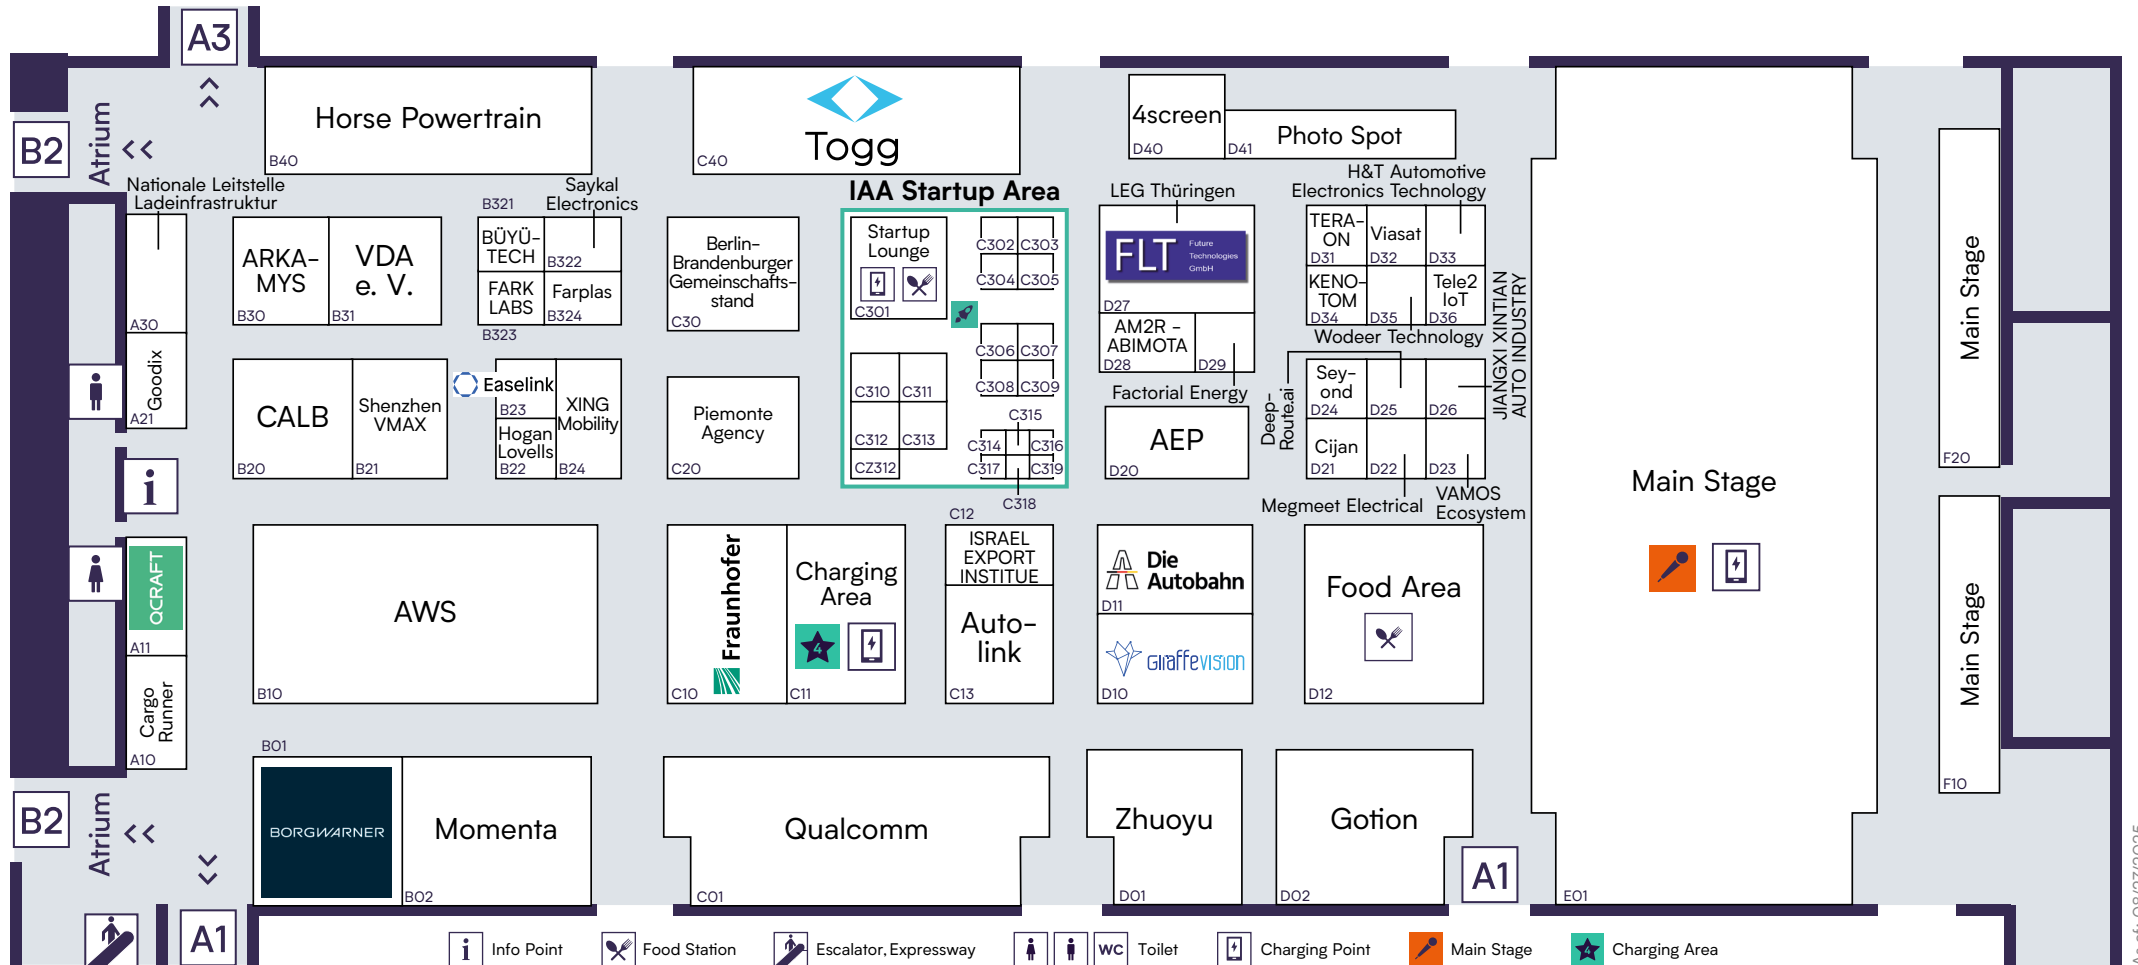 A3
B2
Atrium
Horse Powertrain
B40
Togg
C40
4screen
D40
Photo Spot
D41
Main Stage
E01
Main Stage
F20
Main Stage
F10
Nationale Leitstelle
Ladeinfrastruktur
A30
Goodix
A21
i
QCRAFT
A11
Cargo
Runner
A10
B2
Atrium
A1
ARKA-
MYS
B30
VDA
e. V.
B31
B321
BÜYÜ-
TECH
Saykal
Electronics
B322
FARK
LABS
B323
Farplas
B324
Berlin-
Brandenburger
Gemeinschafts-
stand
C30
IAA Startup Area
Startup
Lounge
C301
C302
C303
C304
C305
C306
C307
C308
C309
C310
C311
C312
C313
CZ312
C315
C314
C316
C317
C319
C318
LEG Thüringen
FLT
Future
Technologies
GmbH
D27
AM2R -
ABIMOTA
D28
D29
Factorial Energy
AEP
D20
H&T Automotive
Electronics Technology
TERA-
ON
D31
Viasat
D32
D33
KENO-
TOM
D34
D35
Tele2
IoT
D36
Wodeer Technology
JIANGXI XINTIAN
AUTO INDUSTRY
Deep-
Route.ai
Sey-
ond
D24
D25
D26
Cijan
D21
D22
D23
Megmeet Electrical
VAMOS
Ecosystem
CALB
B20
Shenzhen
VMAX
B21
Easelink
B23
Hogan
Lovells
B22
XING
Mobility
B24
Piemonte
Agency
C20
AWS
B10
Fraunhofer
C10
Charging
Area
4
C11
C12
ISRAEL
EXPORT
INSTITUE
Auto-
link
C13
Die
Autobahn
D11
Giraffevision
D10
Food Area
D12
B01
BORGWARNER
Momenta
B02
Qualcomm
C01
Zhuoyu
D01
Gotion
D02
A1
i Info Point
Food Station
Escalator, Expressway
WC Toilet
Charging Point
Main Stage
4 Charging Area